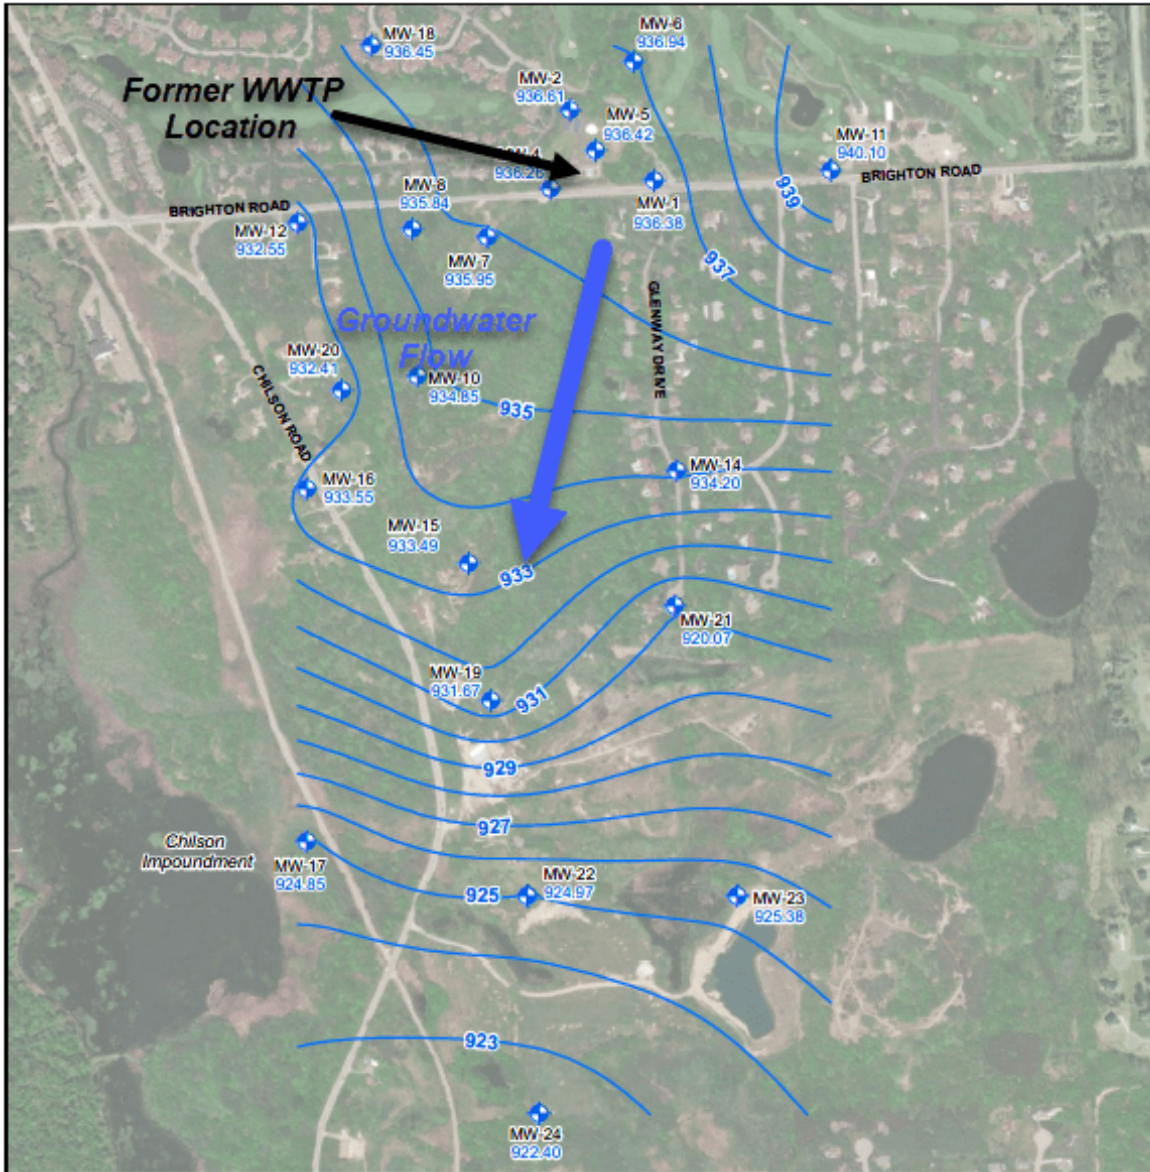 MW-18
936.45
MW-6
936.94
Former WWTP
Location
MW-2
936.61
MW-5
936.42
MW-4
936.26
MW-11
940.10
BRIGHTON ROAD
MW-8
935.84
MW-1
936.38
939
BRIGHTON ROAD
MW-12
932.55
MW-7
935.95
937
Groundwater
Flow
GLENWAY DRIVE
MW-20
932.41
MW-10
934.85
CHILSON ROAD
935
MW-14
934.20
MW-16
933.55
MW-15
933.49
933
MW-21
920.07
MW-19
931.67
931
929
927
Chilson
Impoundment
MW-17
924.85
925
MW-22
924.97
MW-23
925.38
923
MW-24
922.40